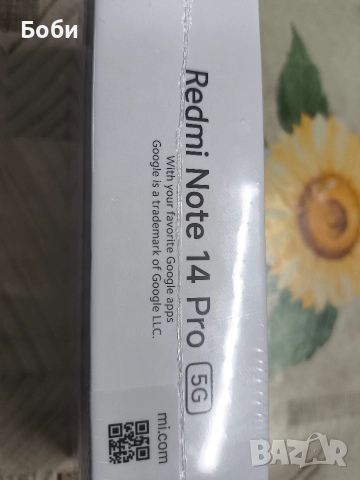 Боби
Redmi Note 14 Pro 5G
With your favorite Google apps
Google is a trademark of Google LLC.
mi.com
BAZAR